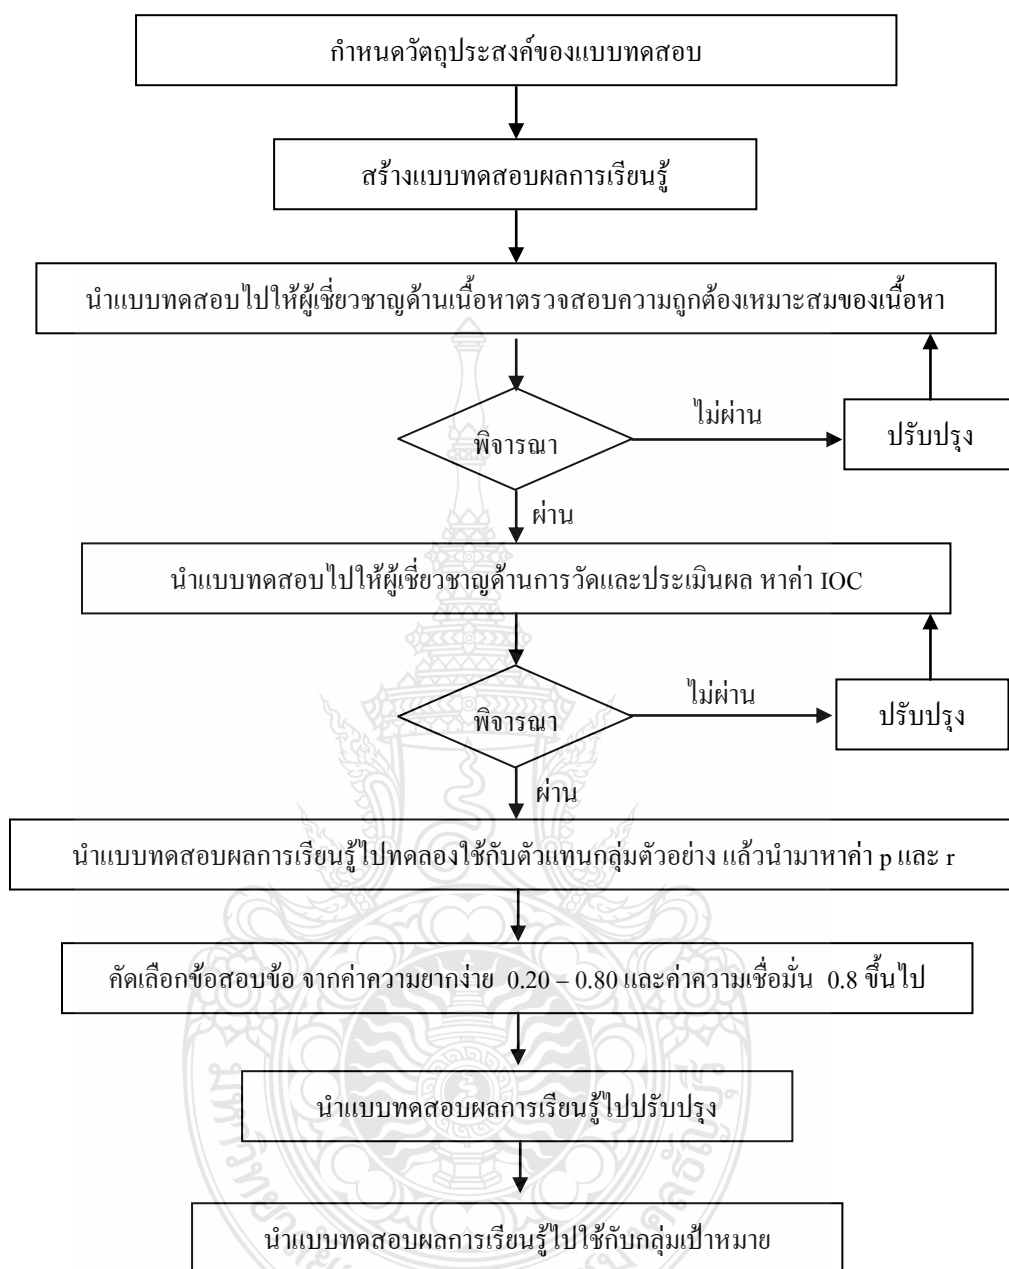 กำหนดวัตถุประสงค์ของแบบทดสอบ
สร้างแบบทดสอบผลการเรียนรู้
นำแบบทดสอบไปให้ผู้เชี่ยวชาญด้านเนื้อหาตรวจสอบความถูกต้องเหมาะสมของเนื้อหา
พิจารณา
ไม่ผ่าน
ปรับปรุง
ผ่าน
นำแบบทดสอบไปให้ผู้เชี่ยวชาญด้านการวัดและประเมินผล หาค่า IOC
พิจารณา
ไม่ผ่าน
ปรับปรุง
ผ่าน
นำแบบทดสอบผลการเรียนรู้ไปทดลองใช้กับตัวแทนกลุ่มตัวอย่าง แล้วนำมาหาค่า p และ r
คัดเลือกข้อสอบข้อ จากค่าความยากง่าย 0.20 – 0.80 และค่าความเชื่อมั่น 0.8 ขึ้นไป
นำแบบทดสอบผลการเรียนรู้ไปปรับปรุง
นำแบบทดสอบผลการเรียนรู้ไปใช้กับกลุ่มเป้าหมาย